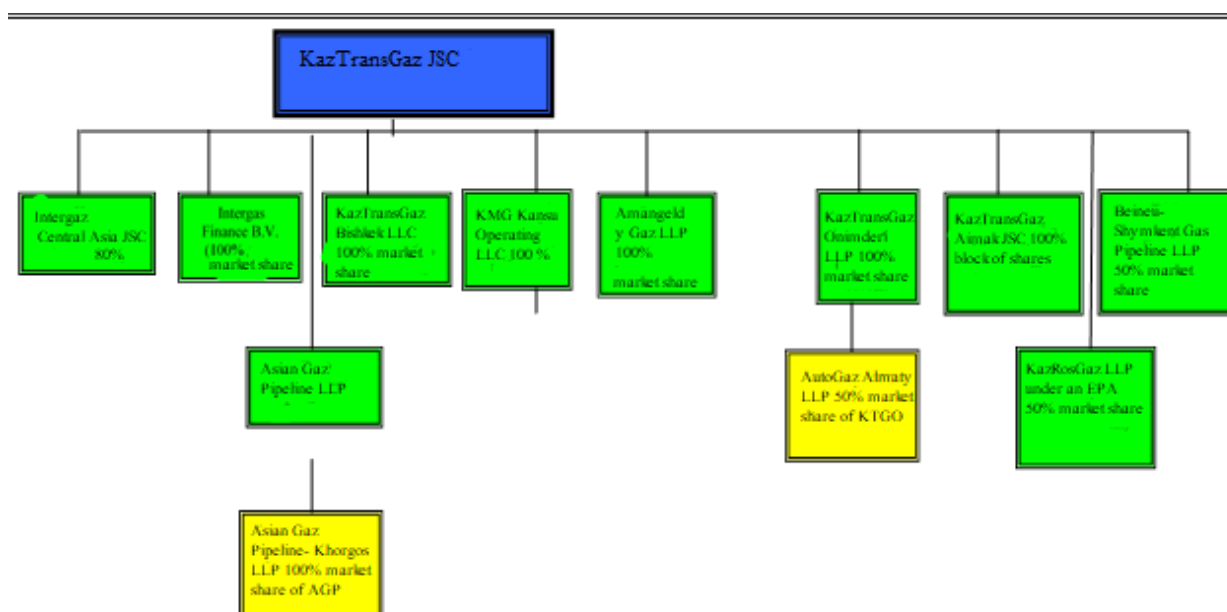 KazTransGaz JSC
Intergaz
Central Asia JSC
80%
Intergas
Finance B.V.
(100%
market share
KazTransGaz
Bishkek LLC
100% market
share
KMG Kansu
Operating
LLC 100 %
Amangeld
y Gaz LLP
100%
market share
KazTransGaz
Onimderi
LLP 100%
market share
KazTransGaz
Aimak JSC 100%
block of shares
Beineu-
Shymkent Gas
Pipeline LLP
50% market
share
Asian Gaz
Pipeline LLP
AutoGaz Almaty
LLP 50% market
share of KTGO
KazRosGaz LLP
under an EPA
50% market share
Asian Gaz
Pipeline- Khorgos
LLP 100% market
share of AGP